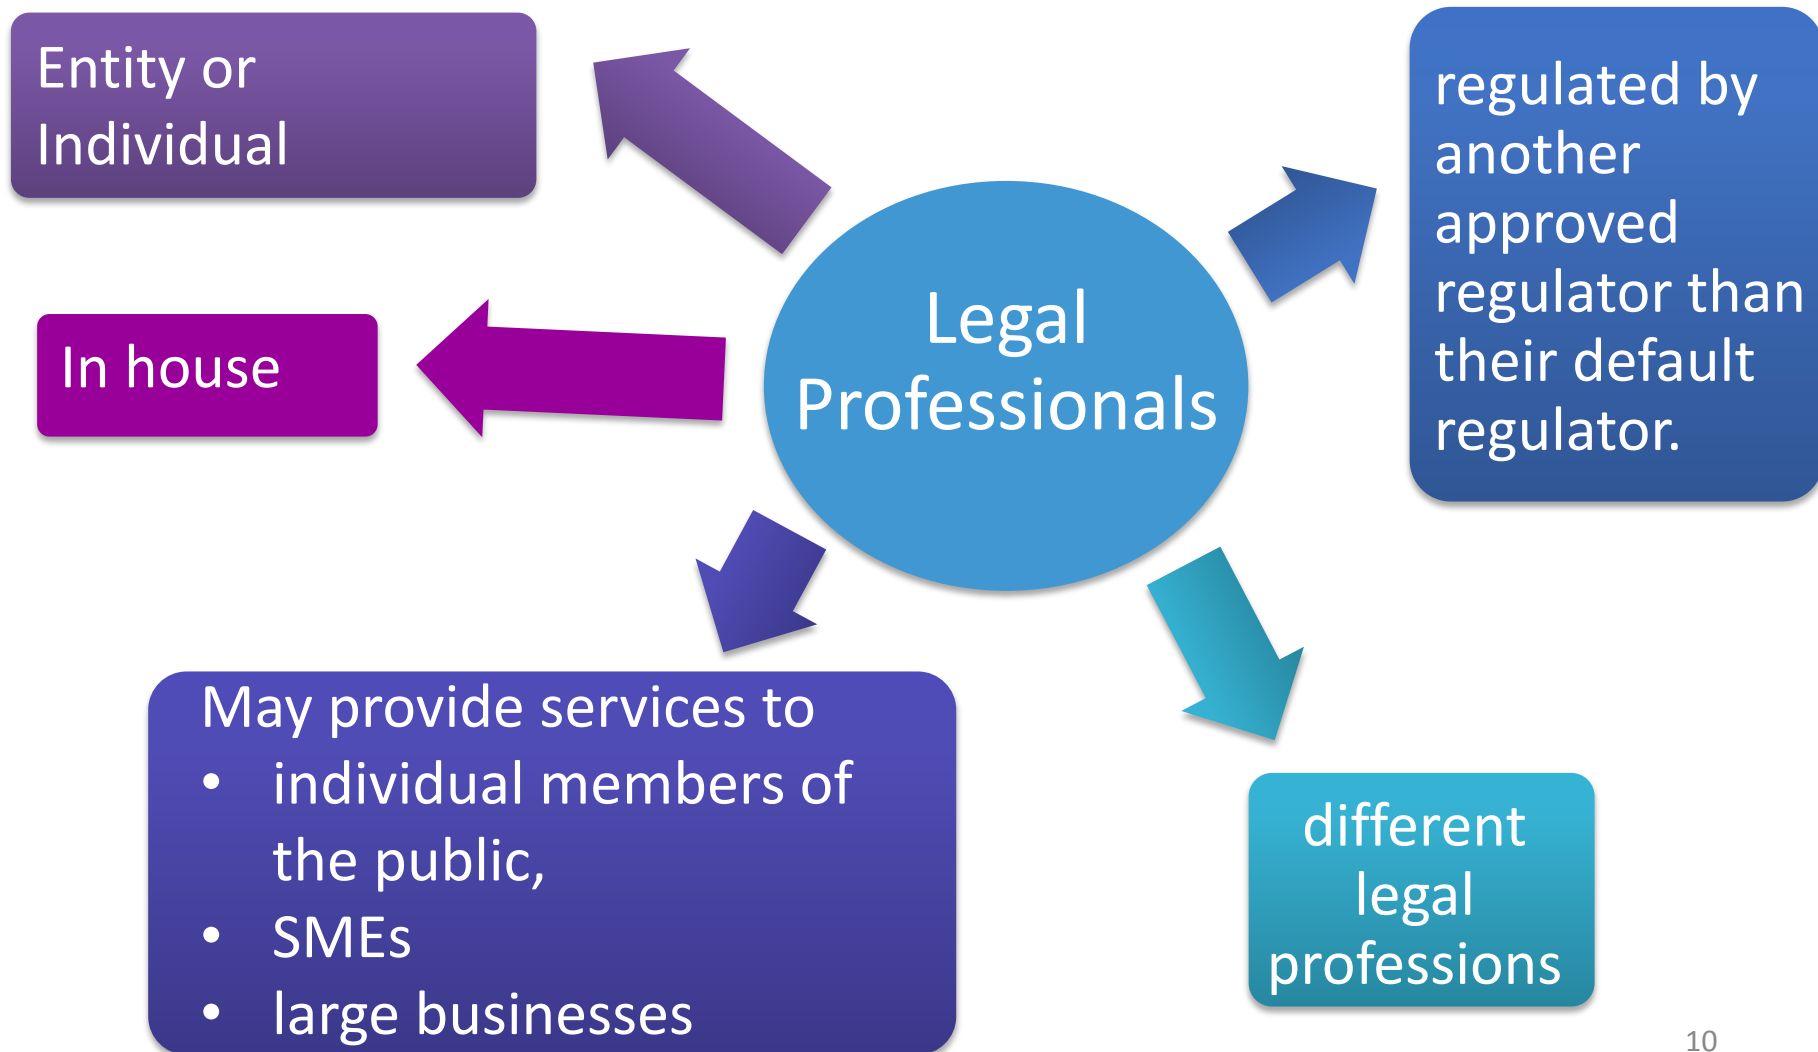 Entity or
Individual
regulated by
another
approved
regulator than
their default
regulator.
Legal
Professionals
In house
May provide services to
• individual members of
the public,
• SMEs
• large businesses
different
legal
professions
10